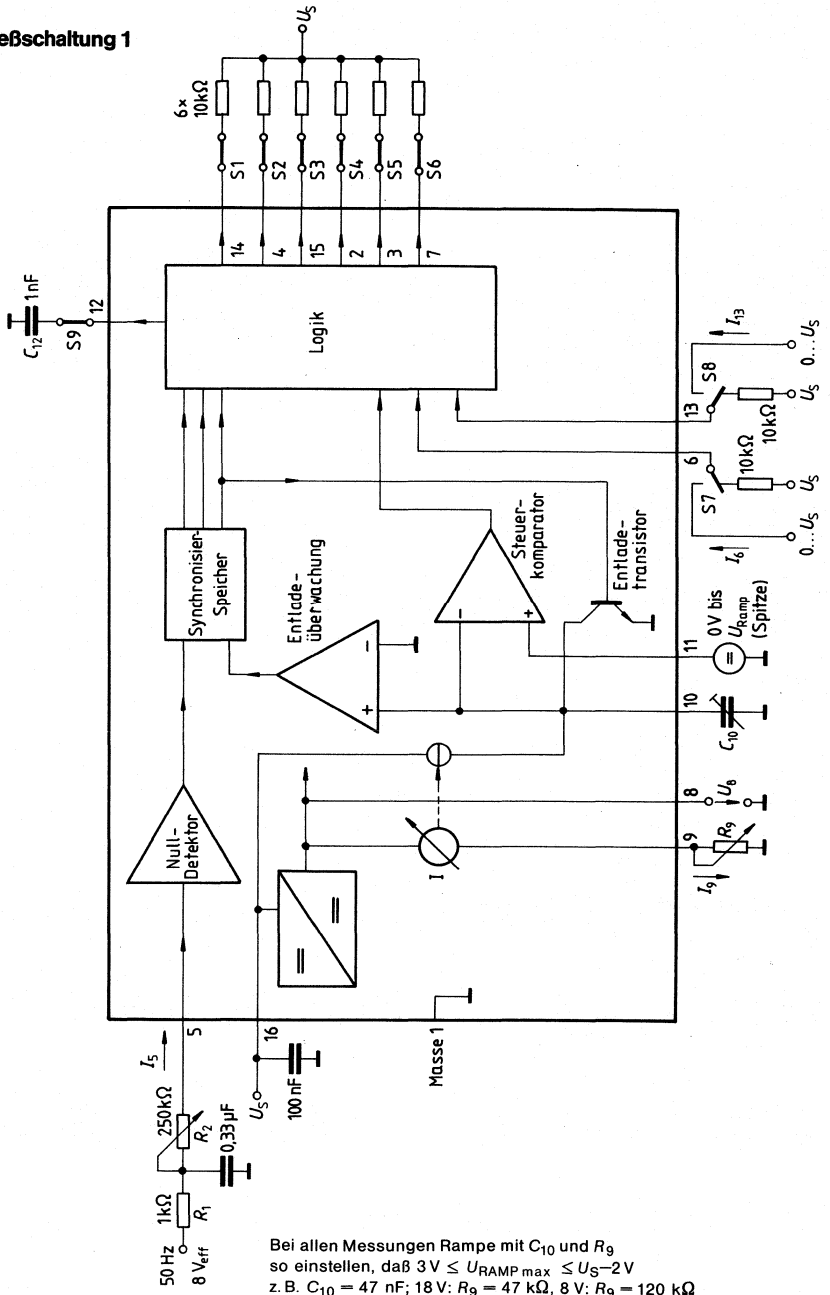 eßschaltung 1
U_S
6x
10kΩ
S1
S2
S3
S4
S5
S6
14
4
15
2
3
7
1nF
C12
S9
12
Logik
I13
0...U_S
S8
13
10kΩ
U_S
6
10kΩ
S7
U_S
I6
0...U_S
Synchronisier-
Speicher
Entlade-
überwachung
+
−
Steuer-
komparator
−
+
Entlade-
transistor
11
0V bis
U_Ramp
(Spitze)
=
10
C10
8
U8
9
R9
I9
Null-
Detektor
I
=
=
5
I5
16
U_S
100nF
Masse 1
250kΩ
R2
0,33µF
1kΩ
R1
50 Hz
8 V_eff
Bei allen Messungen Rampe mit C10 und R9
so einstellen, daß 3 V ≤ U_RAMP max ≤ U_S−2 V
z. B. C10 = 47 nF; 18 V: R9 = 47 kΩ, 8 V: R9 = 120 kΩ